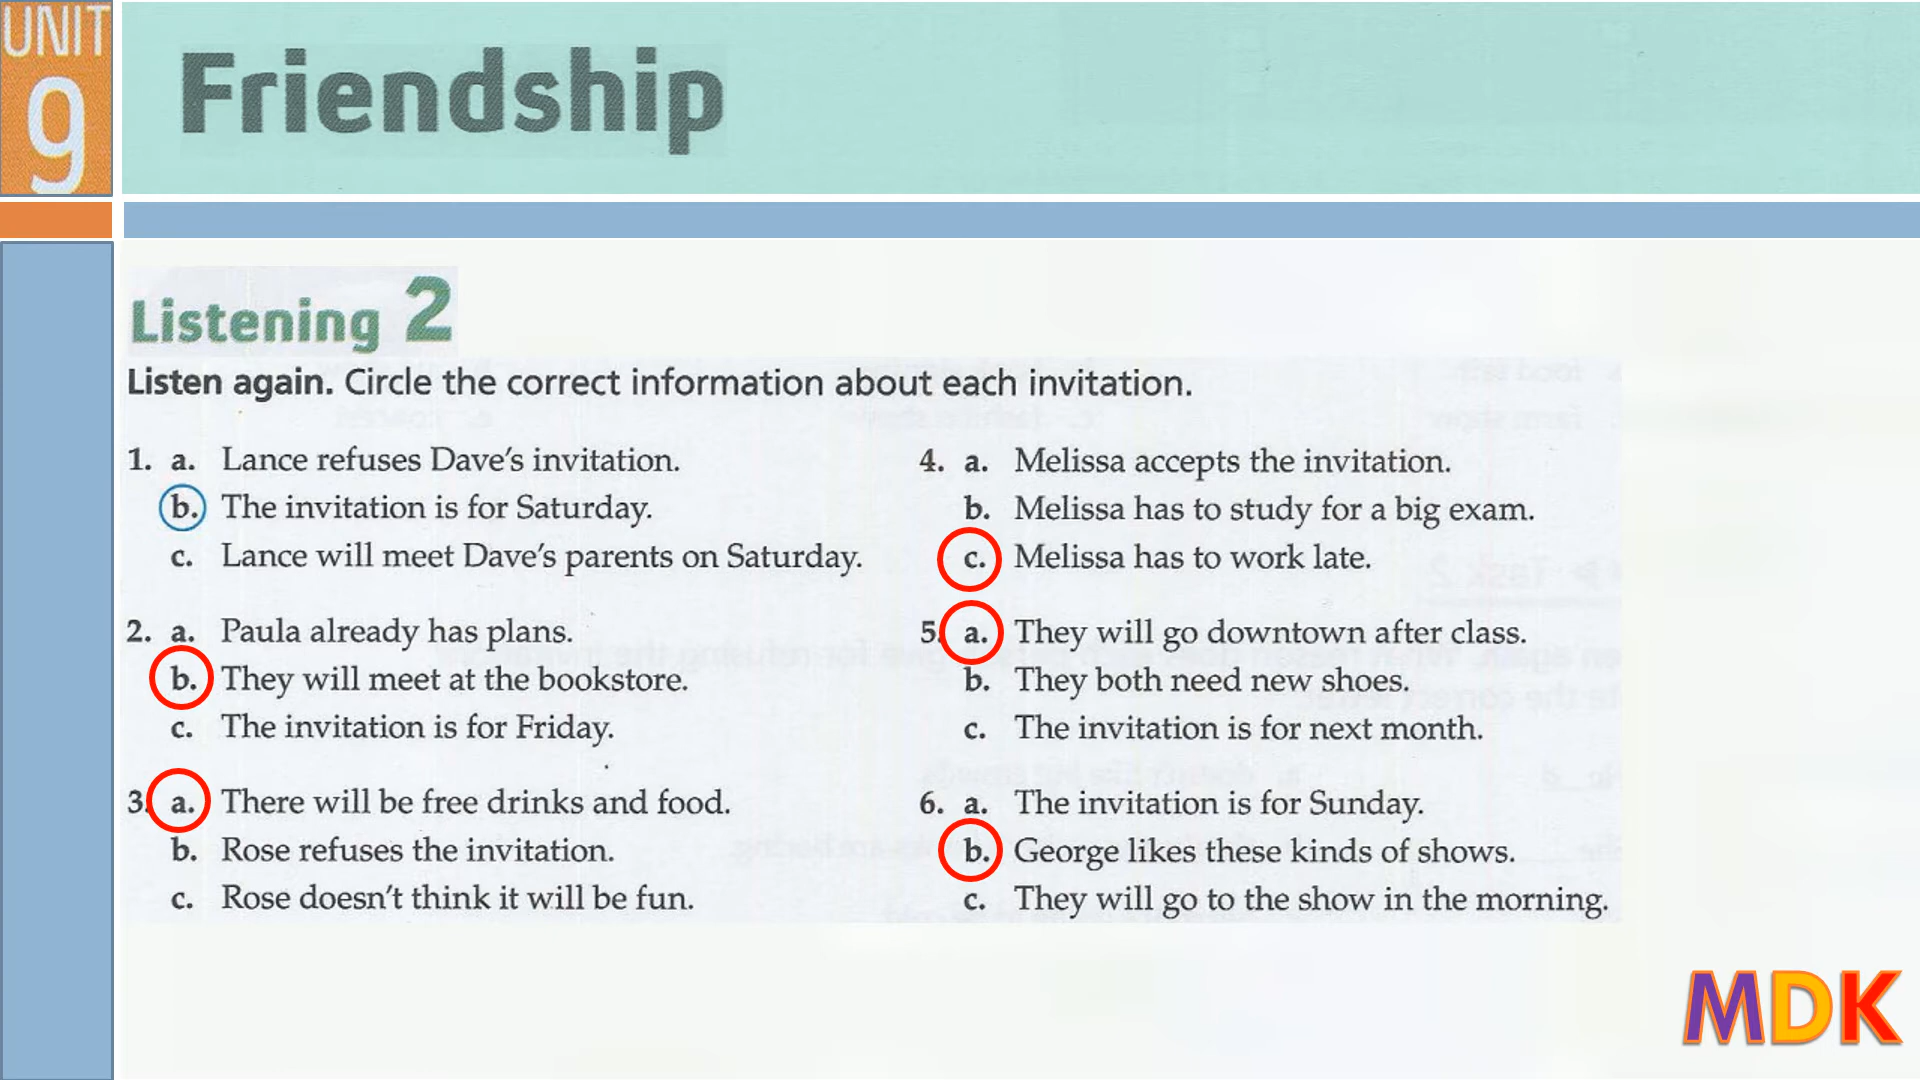 UNIT
9
Friendship
Listening 2
Listen again. Circle the correct information about each invitation.
1. a. Lance refuses Dave's invitation.
b. The invitation is for Saturday.
c. Lance will meet Dave's parents on Saturday.
2. a. Paula already has plans.
b. They will meet at the bookstore.
c. The invitation is for Friday.
3. a. There will be free drinks and food.
b. Rose refuses the invitation.
c. Rose doesn't think it will be fun.
4. a. Melissa accepts the invitation.
b. Melissa has to study for a big exam.
c. Melissa has to work late.
5. a. They will go downtown after class.
b. They both need new shoes.
c. The invitation is for next month.
6. a. The invitation is for Sunday.
b. George likes these kinds of shows.
c. They will go to the show in the morning.
MDK